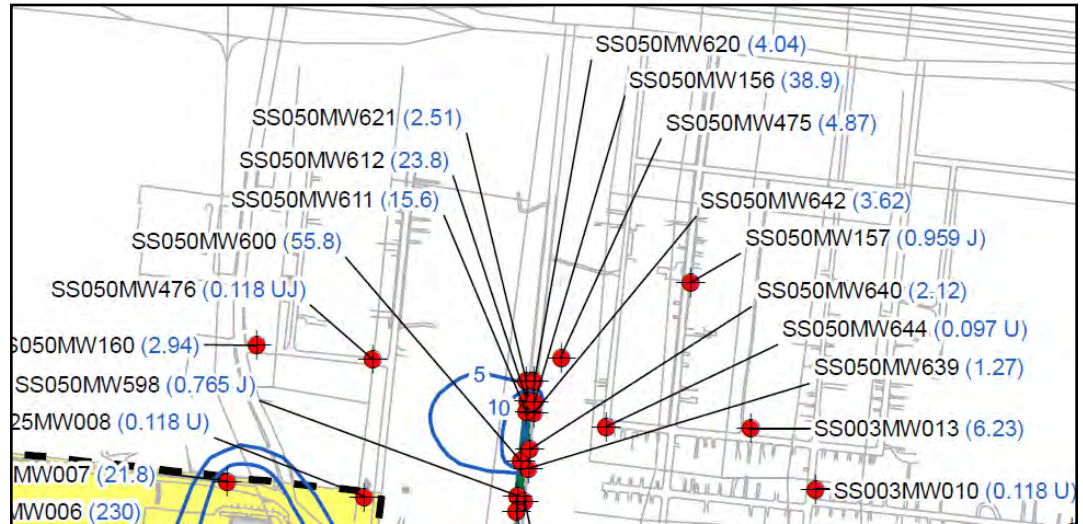 SS050MW620 (4.04)
SS050MW156 (38.9)
SS050MW621 (2.51)
SS050MW475 (4.87)
SS050MW612 (23.8)
SS050MW611 (15.6)
SS050MW642 (3.62)
SS050MW600 (55.8)
SS050MW157 (0.959 J)
SS050MW476 (0.118 UJ)
SS050MW640 (2.12)
SS050MW644 (0.097 U)
S050MW160 (2.94)
SS050MW639 (1.27)
5
SS050MW598 (0.765 J)
10
25MW008 (0.118 U)
SS003MW013 (6.23)
MW007 (21.8)
SS003MW010 (0.118 U)
MW006 (230)